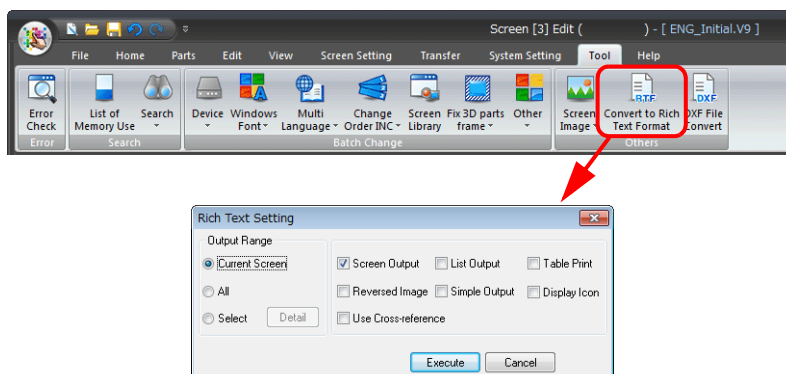 Screen [3] Edit ( ) - [ ENG_Initial.V9 ]
File Home Parts Edit View Screen Setting Transfer System Setting Tool Help
RTF DXF
Error List of Search Device Windows Multi Change Screen Fix 3D parts Other Screen Convert to Rich DXF File
Check Memory Use Font Language Order INC Library frame Image Text Format Convert
Error Search Batch Change Others
Rich Text Setting
Output Range
Current Screen Screen Output List Output Table Print
All Reversed Image Simple Output Display Icon
Select Detail Use Cross-reference
Execute Cancel